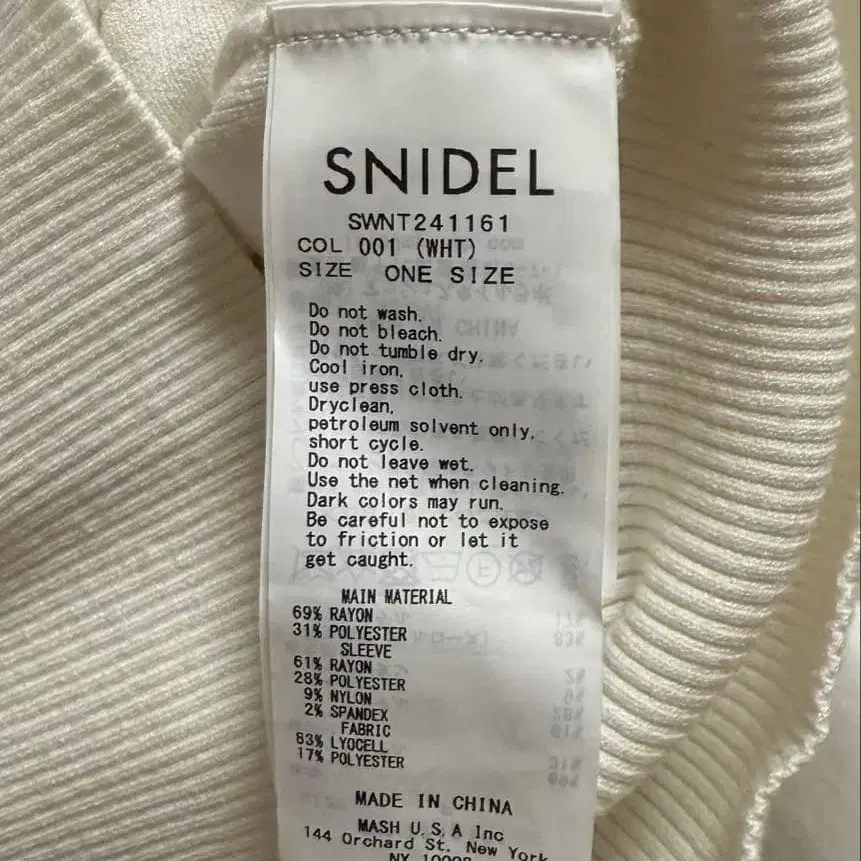 SNIDEL
SWNT241161
COL 001 (WHT)
SIZE ONE SIZE
Do not wash.
Do not bleach.
Do not tumble dry.
Cool iron,
use press cloth.
Dryclean,
petroleum solvent only,
short cycle.
Do not leave wet.
Use the net when cleaning.
Dark colors may run.
Be careful not to expose
to friction or let it
get caught.
MAIN MATERIAL
69% RAYON
31% POLYESTER
SLEEVE
61% RAYON
28% POLYESTER
9% NYLON
2% SPANDEX
FABRIC
83% LYOCELL
17% POLYESTER
MADE IN CHINA
MASH U.S.A Inc
144 Orchard St. New York
NY